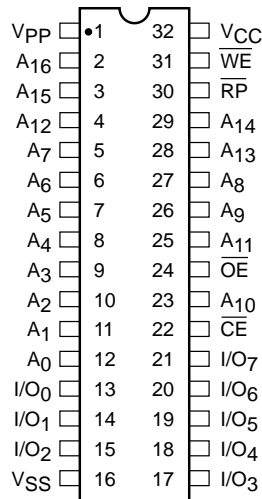 VPP 1 32 VCC
A16 2 31 WE
A15 3 30 RP
A12 4 29 A14
A7 5 28 A13
A6 6 27 A8
A5 7 26 A9
A4 8 25 A11
A3 9 24 OE
A2 10 23 A10
A1 11 22 CE
A0 12 21 I/O7
I/O0 13 20 I/O6
I/O1 14 19 I/O5
I/O2 15 18 I/O4
VSS 16 17 I/O3